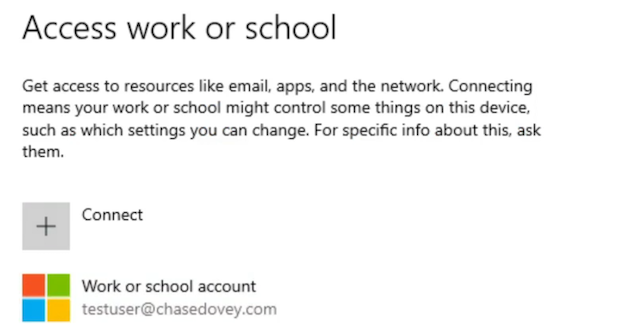 Access work or school
Get access to resources like email, apps, and the network. Connecting
means your work or school might control some things on this device,
such as which settings you can change. For specific info about this, ask
them.
Connect
Work or school account
testuser@chasedovey.com